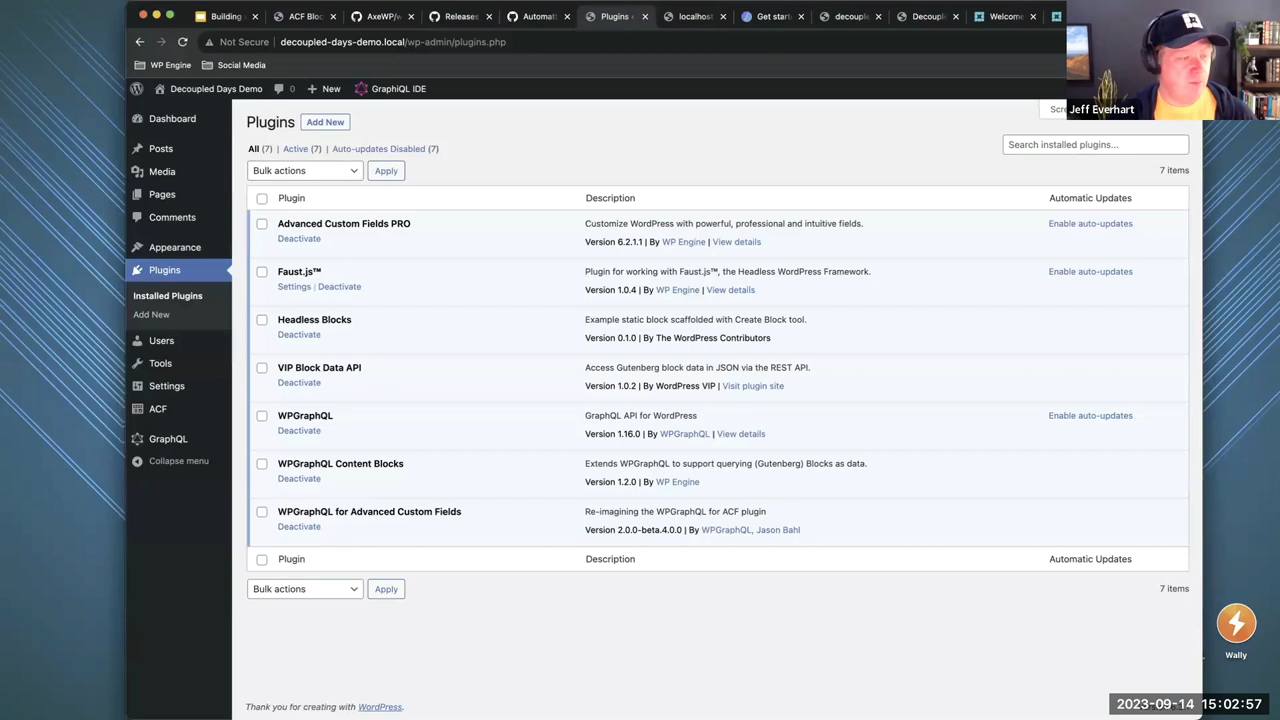 Building
ACF Bloc
AxeWP/w
Releases
Automatt
Plugins ‹
localhost
Get start
decouple
Decouple
Welcome
Not Secure
decoupled-days-demo.local/wp-admin/plugins.php
WP Engine
Social Media
Jeff Everhart
Decoupled Days Demo
0
New
GraphiQL IDE
Dashboard
Posts
Media
Pages
Comments
Appearance
Plugins
Installed Plugins
Add New
Users
Tools
Settings
ACF
GraphQL
Collapse menu
Plugins
Add New
All (7) | Active (7) | Auto-updates Disabled (7)
Search installed plugins...
Bulk actions
Apply
7 items
Plugin
Description
Automatic Updates
Advanced Custom Fields PRO
Deactivate
Customize WordPress with powerful, professional and intuitive fields.
Version 6.2.1.1 | By WP Engine | View details
Enable auto-updates
Faust.js™
Settings | Deactivate
Plugin for working with Faust.js™, the Headless WordPress Framework.
Version 1.0.4 | By WP Engine | View details
Enable auto-updates
Headless Blocks
Deactivate
Example static block scaffolded with Create Block tool.
Version 0.1.0 | By The WordPress Contributors
VIP Block Data API
Deactivate
Access Gutenberg block data in JSON via the REST API.
Version 1.0.2 | By WordPress VIP | Visit plugin site
WPGraphQL
Deactivate
GraphQL API for WordPress
Version 1.16.0 | By WPGraphQL | View details
Enable auto-updates
WPGraphQL Content Blocks
Deactivate
Extends WPGraphQL to support querying (Gutenberg) Blocks as data.
Version 1.2.0 | By WP Engine
WPGraphQL for Advanced Custom Fields
Deactivate
Re-imagining the WPGraphQL for ACF plugin
Version 2.0.0-beta.4.0.0 | By WPGraphQL, Jason Bahl
Plugin
Description
Automatic Updates
Bulk actions
Apply
7 items
Wally
Thank you for creating with WordPress.
2023-09-14 15:02:57